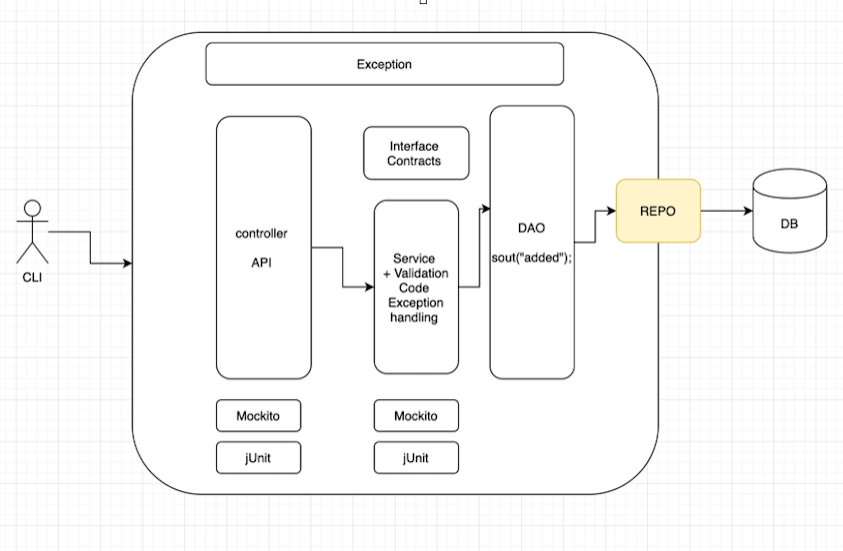 Exception
Interface
Contracts
controller
API
Service
+ Validation
Code
Exception
handling
DAO
sout("added");
REPO
DB
CLI
Mockito
Mockito
jUnit
jUnit